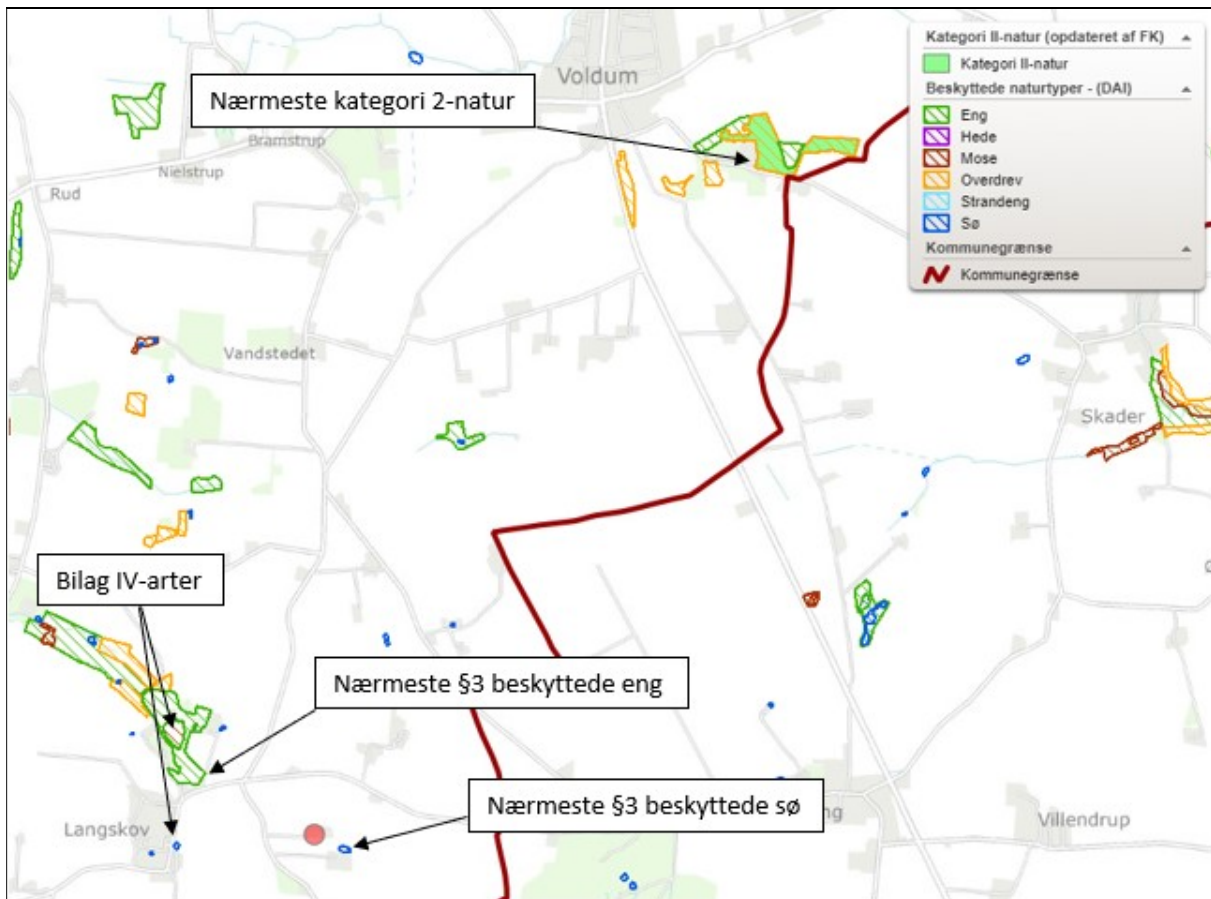 Voldum
Nærmeste kategori 2-natur
Bramstrup
Nielstrup
Rud
Kategori II-natur (opdateret af FK)
Kategori II-natur
Beskyttede naturtyper - (DAI)
Eng
Hede
Mose
Overdrev
Strandeng
Sø
Kommunegrænse
Kommunegrænse
Vandstedet
Skader
Bilag IV-arter
Nærmeste §3 beskyttede eng
Nærmeste §3 beskyttede sø
Langskov
Villendrup